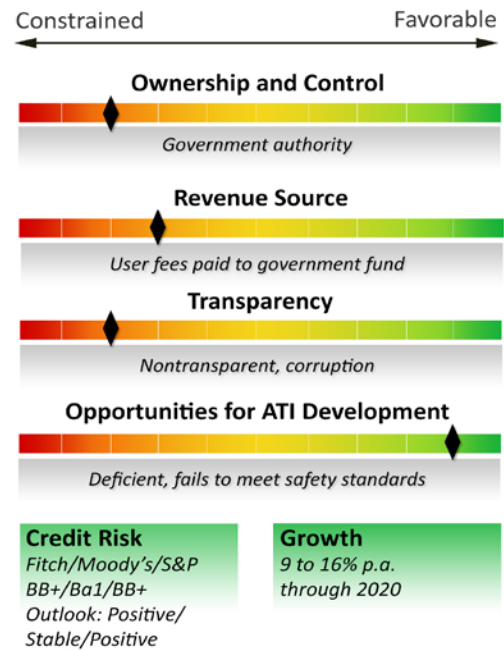 Constrained Favorable
Ownership and Control
Government authority
Revenue Source
User fees paid to government fund
Transparency
Nontransparent, corruption
Opportunities for ATI Development
Deficient, fails to meet safety standards
Credit Risk
Fitch/Moody's/S&P
BB+/Ba1/BB+
Outlook: Positive/
Stable/Positive
Growth
9 to 16% p.a.
through 2020